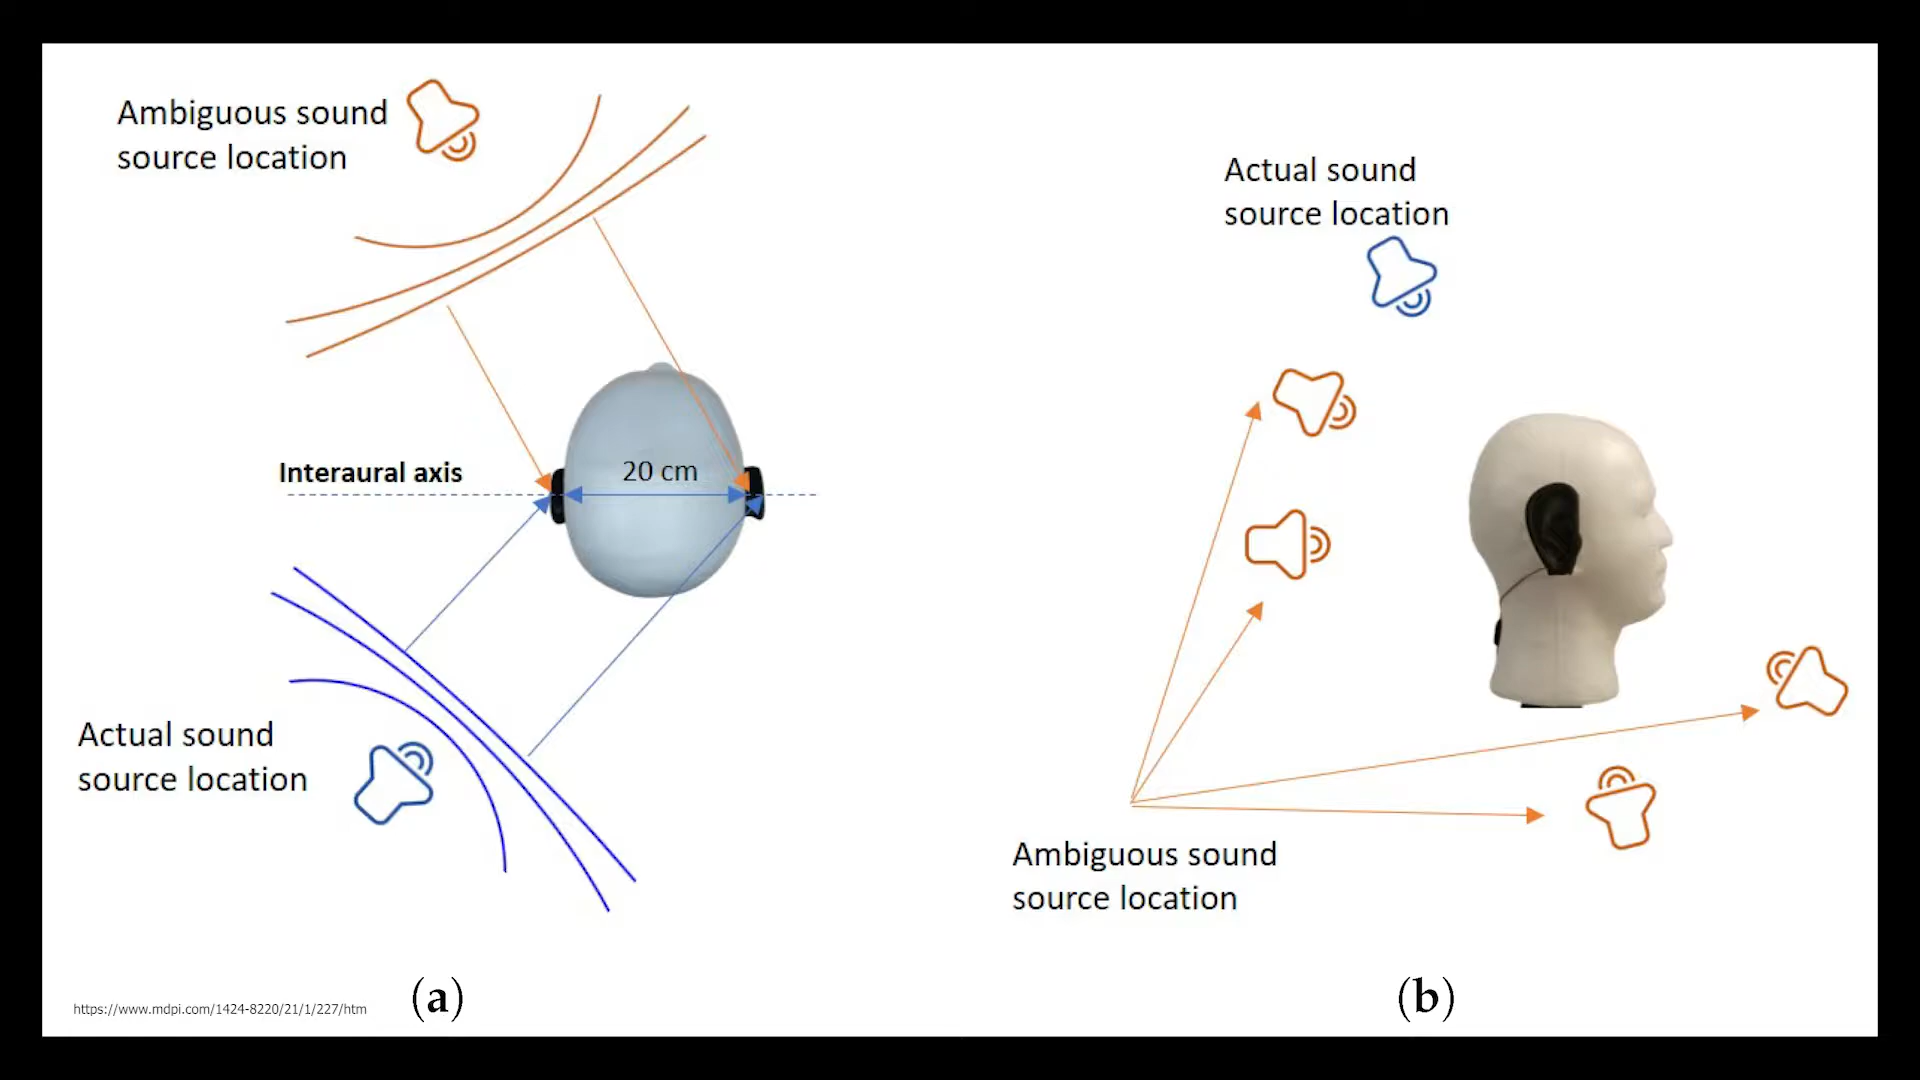 Ambiguous sound
source location
Interaural axis
20 cm
Actual sound
source location
https://www.mdpi.com/1424-8220/21/1/227/htm
(a)
Actual sound
source location
Ambiguous sound
source location
(b)